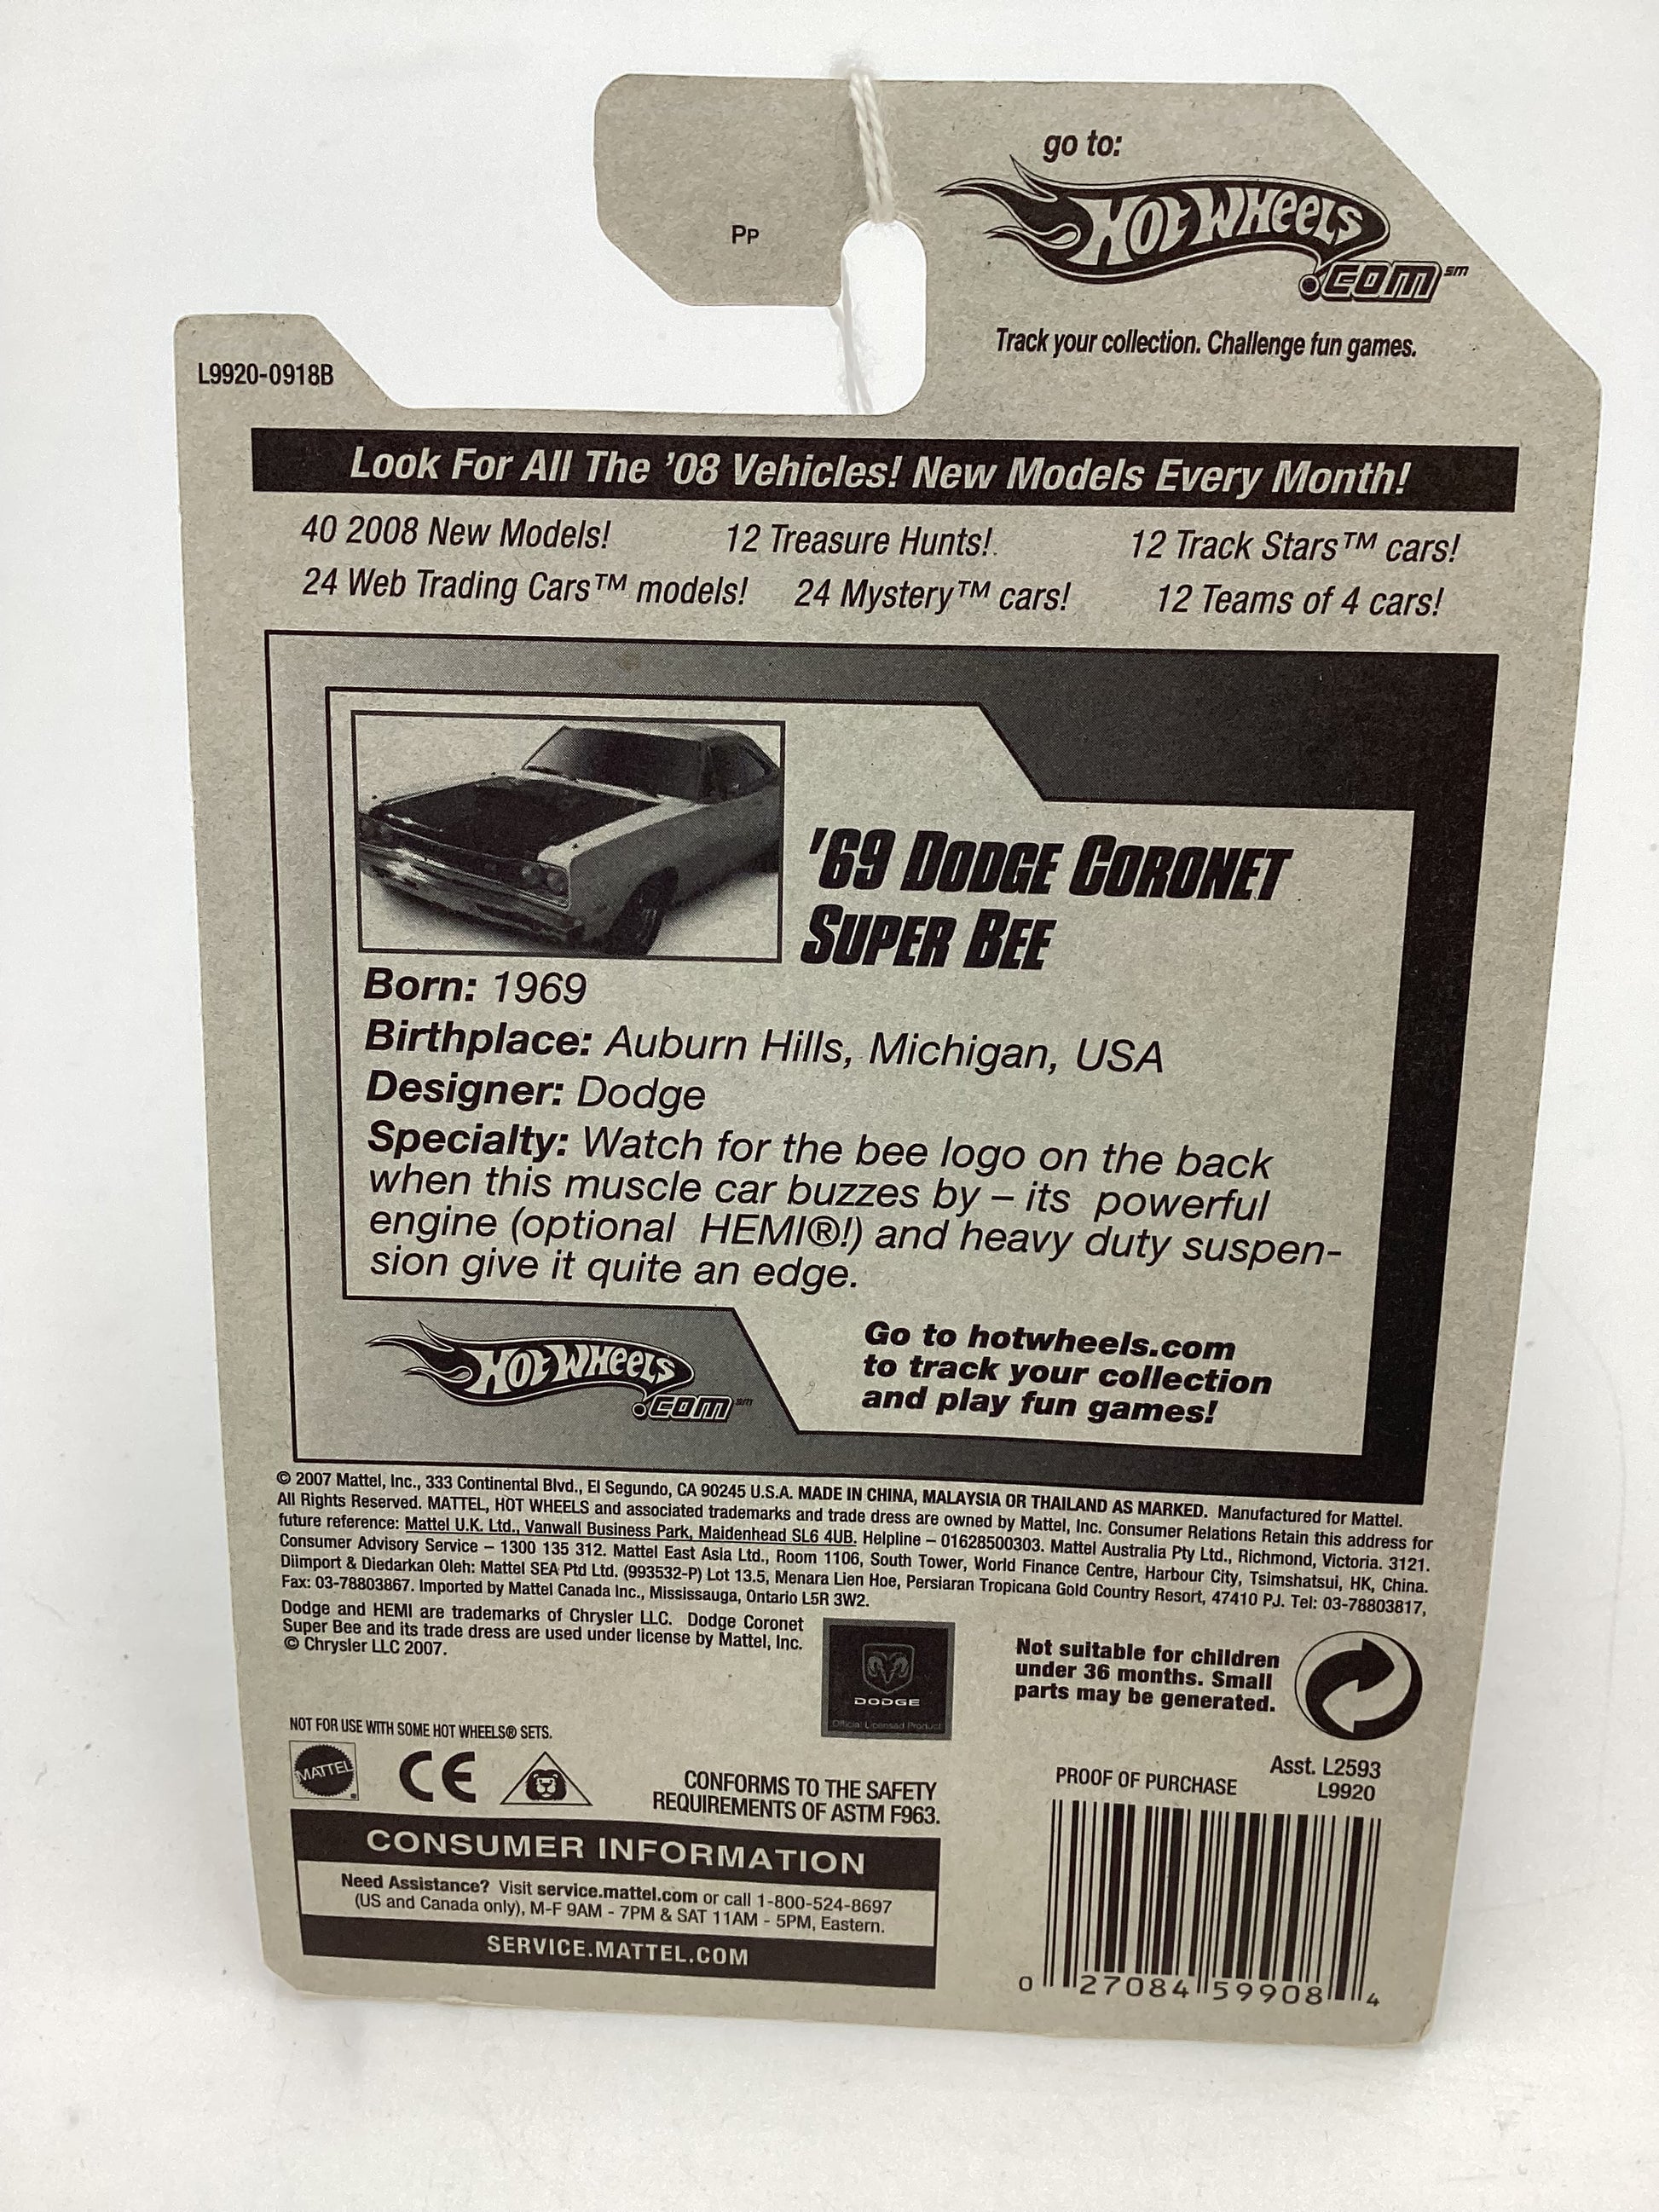 go to:
HOT WHEELS
.COM℠
Track your collection. Challenge fun games.
PP
L9920-0918B
Look For All The '08 Vehicles! New Models Every Month!
40 2008 New Models! 12 Treasure Hunts! 12 Track Stars™ cars!
24 Web Trading Cars™ models! 24 Mystery™ cars! 12 Teams of 4 cars!
'69 DODGE CORONET
SUPER BEE
Born: 1969
Birthplace: Auburn Hills, Michigan, USA
Designer: Dodge
Specialty: Watch for the bee logo on the back
when this muscle car buzzes by – its powerful
engine (optional HEMI®!) and heavy duty suspen-
sion give it quite an edge.
HOT WHEELS
.COM℠
Go to hotwheels.com
to track your collection
and play fun games!
© 2007 Mattel, Inc., 333 Continental Blvd., El Segundo, CA 90245 U.S.A. MADE IN CHINA, MALAYSIA OR THAILAND AS MARKED. Manufactured for Mattel.
All Rights Reserved. MATTEL, HOT WHEELS and associated trademarks and trade dress are owned by Mattel, Inc. Consumer Relations Retain this address for
future reference: Mattel U.K. Ltd., Vanwall Business Park, Maidenhead SL6 4UB. Helpline – 01628500303. Mattel Australia Pty Ltd., Richmond, Victoria. 3121.
Consumer Advisory Service – 1300 135 312. Mattel East Asia Ltd., Room 1106, South Tower, World Finance Centre, Harbour City, Tsimshatsui, HK, China.
Diimport & Diedarkan Oleh: Mattel SEA Ptd Ltd. (993532-P) Lot 13.5, Menara Lien Hoe, Persiaran Tropicana Gold Country Resort, 47410 PJ. Tel: 03-78803817,
Fax: 03-78803867. Imported by Mattel Canada Inc., Mississauga, Ontario L5R 3W2.
Dodge and HEMI are trademarks of Chrysler LLC. Dodge Coronet
Super Bee and its trade dress are used under license by Mattel, Inc.
© Chrysler LLC 2007.
DODGE
Official Licensed Product
Not suitable for children
under 36 months. Small
parts may be generated.
NOT FOR USE WITH SOME HOT WHEELS® SETS.
MATTEL
CE
CONFORMS TO THE SAFETY
REQUIREMENTS OF ASTM F963.
PROOF OF PURCHASE
Asst. L2593
L9920
CONSUMER INFORMATION
Need Assistance? Visit service.mattel.com or call 1-800-524-8697
(US and Canada only), M-F 9AM - 7PM & SAT 11AM - 5PM, Eastern.
SERVICE.MATTEL.COM
0 27084 59908 4